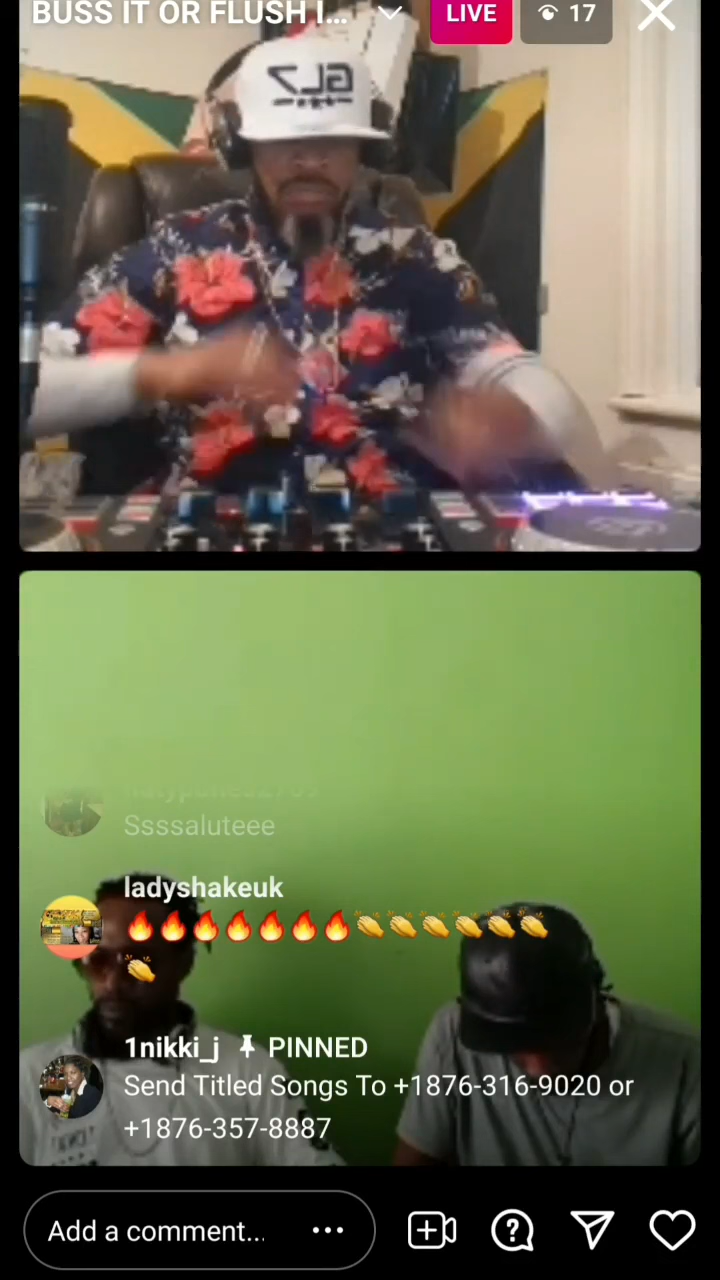 BUSS IT OR FLUSH I...
LIVE
17
GLZ
Ssssaluteee
ladyshakeuk
🔥🔥🔥🔥🔥🔥🔥👏👏👏👏👏👏
👏
1nikki_j 📌 PINNED
Send Titled Songs To +1876-316-9020 or
+1876-357-8887
Add a comment...